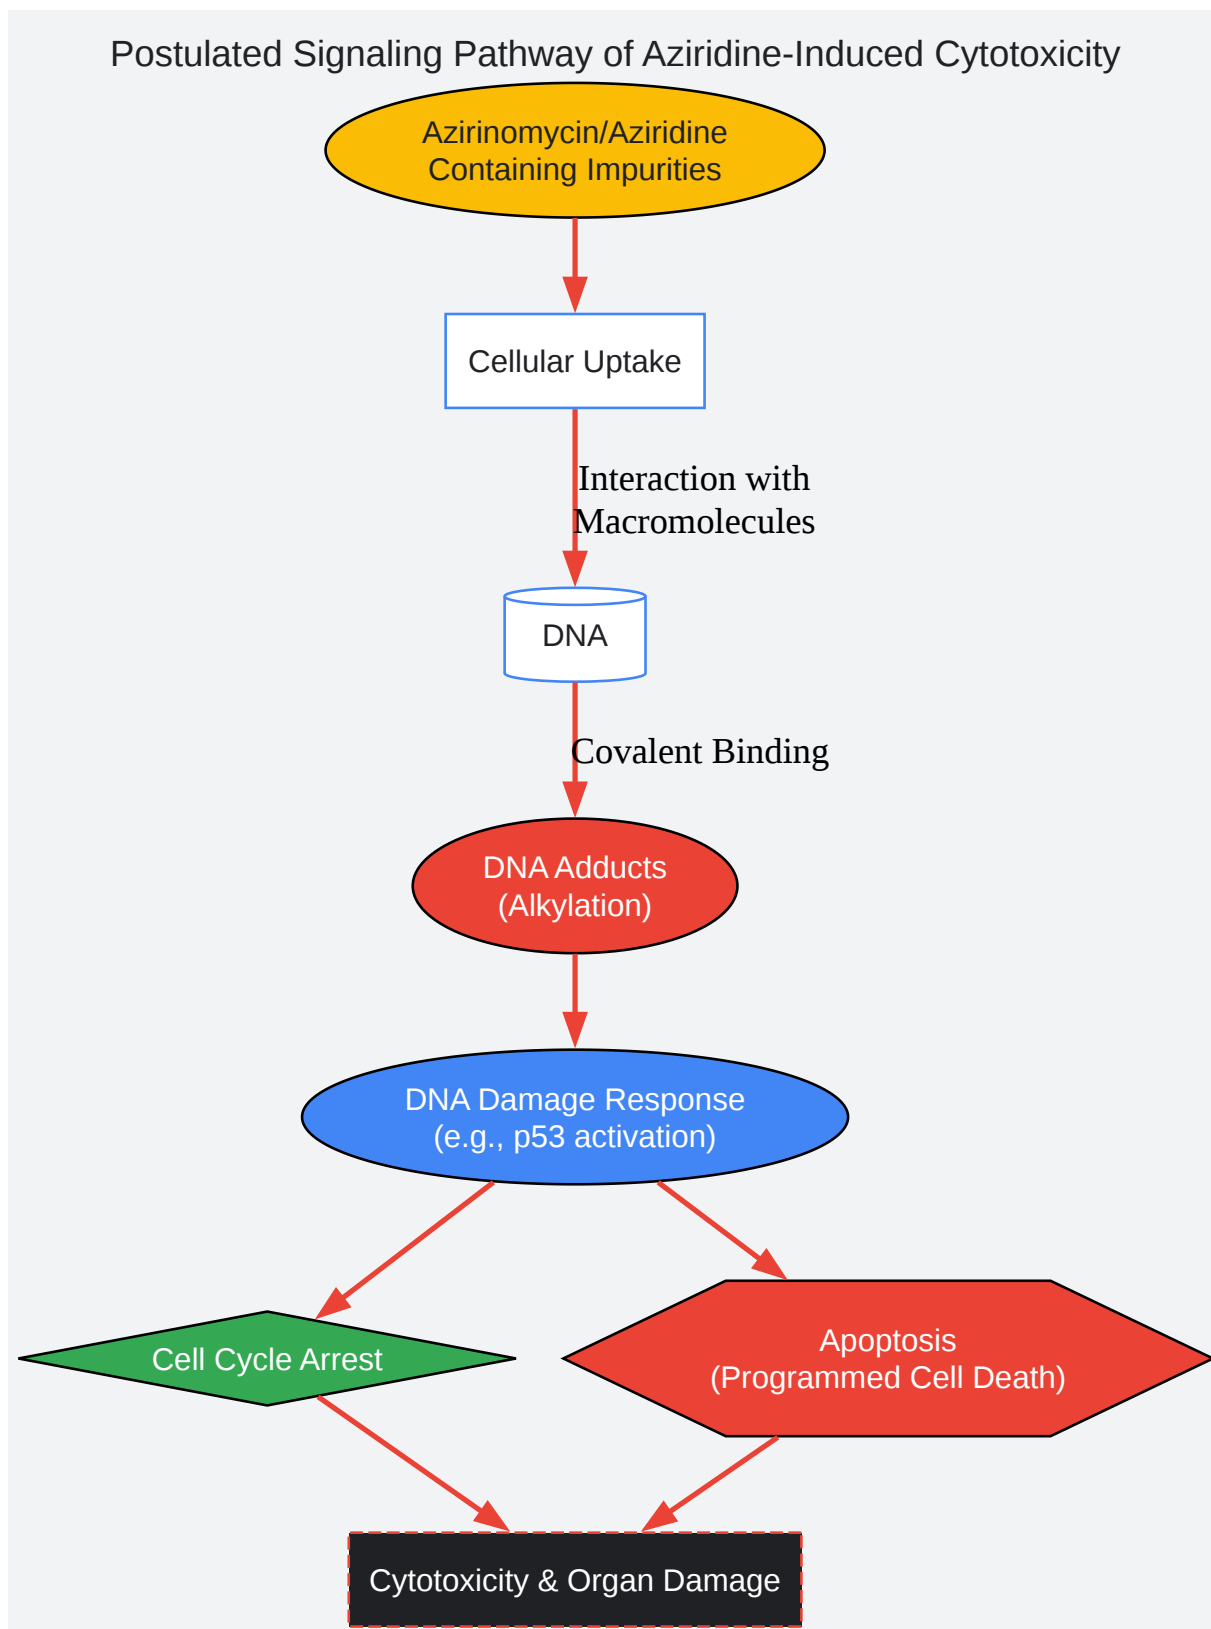 Postulated Signaling Pathway of Aziridine-Induced Cytotoxicity
Azirinomycin/Aziridine
Containing Impurities
Cellular Uptake
Interaction with
Macromolecules
DNA
Covalent Binding
DNA Adducts
(Alkylation)
DNA Damage Response
(e.g., p53 activation)
Cell Cycle Arrest
Apoptosis
(Programmed Cell Death)
Cytotoxicity & Organ Damage